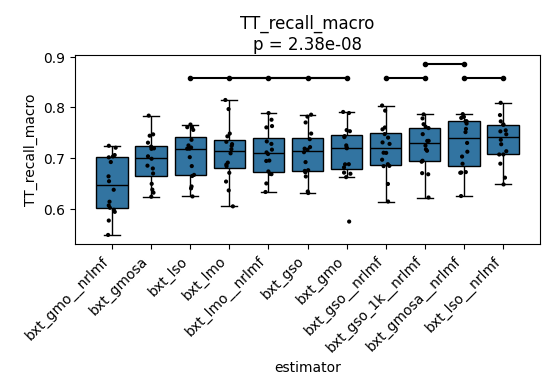 TT_recall_macro
p = 2.38e-08
TT_recall_macro
0.9
0.8
0.7
0.6
bxt_gmo__nrlmf
bxt_gmosa
bxt_lso
bxt_lmo
bxt_lmo__nrlmf
bxt_gso
bxt_gmo
bxt_gso__nrlmf
bxt_gso_1k__nrlmf
bxt_gmosa__nrlmf
bxt_lso__nrlmf
estimator